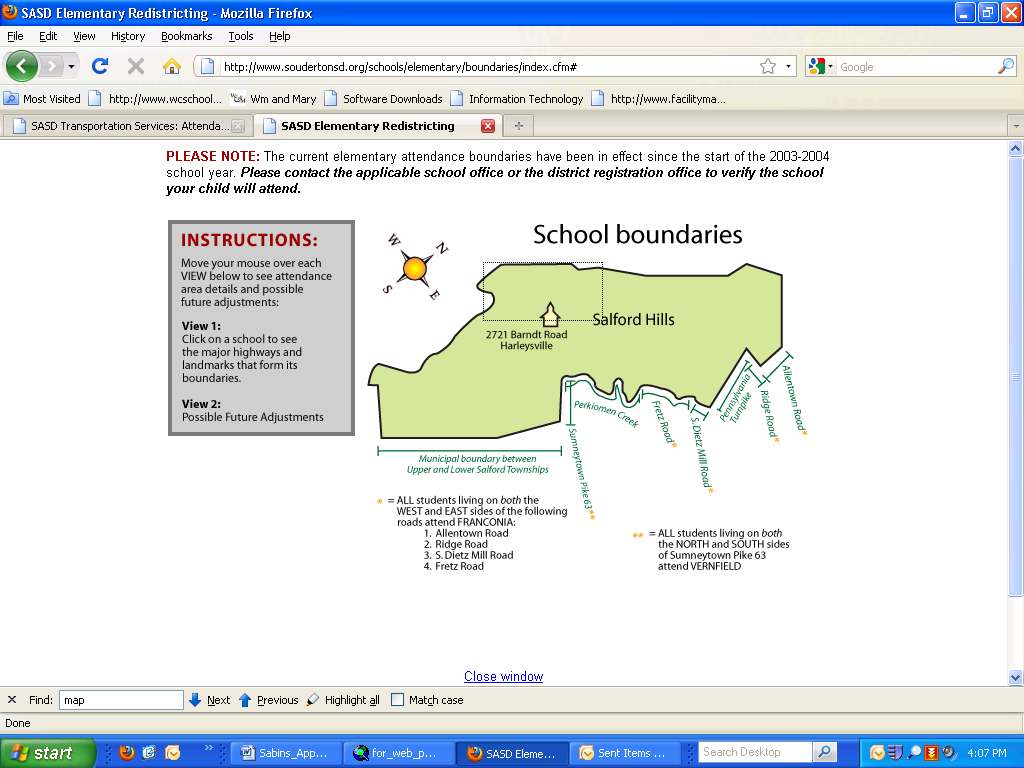 SASD Elementary Redistricting - Mozilla Firefox
File Edit View History Bookmarks Tools Help
http://www.soudertonsd.org/schools/elementary/boundaries/index.cfm#
Google
Most Visited http://www.wcschool... Wm and Mary Software Downloads Information Technology http://www.facilityma...
SASD Transportation Services: Attenda... SASD Elementary Redistricting
PLEASE NOTE: The current elementary attendance boundaries have been in effect since the start of the 2003-2004
school year. Please contact the applicable school office or the district registration office to verify the school
your child will attend.
INSTRUCTIONS:
Move your mouse over each
VIEW below to see attendance
area details and possible
future adjustments:
View 1:
Click on a school to see
the major highways and
landmarks that form its
boundaries.
View 2:
Possible Future Adjustments
W N
S E
School boundaries
Salford Hills
2721 Barndt Road
Harleysville
Perkiomen Creek
Sumneytown Pike 63**
Fretz Road*
S. Dietz Mill Road*
Pennsylvania
Turnpike
Ridge Road*
Allentown Road*
Municipal boundary between
Upper and Lower Salford Townships
* = ALL students living on both the
WEST and EAST sides of the following
roads attend FRANCONIA:
1. Allentown Road
2. Ridge Road
3. S. Dietz Mill Road
4. Fretz Road
** = ALL students living on both
the NORTH and SOUTH sides
of Sumneytown Pike 63
attend VERNFIELD
Close window
Find: map Next Previous Highlight all Match case
Done
start Sabins_App... for_web_p... SASD Eleme... Sent Items ... Search Desktop 4:07 PM